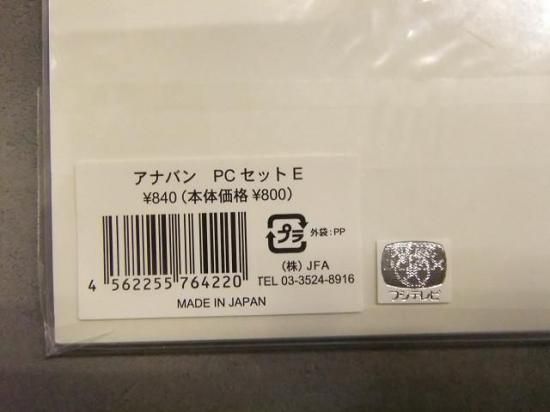 アナバン PCセットE
¥840(本体価格 ¥800)
プラ
外袋:PP
(株)JFA
4 562255 764220
TEL 03-3524-8916
MADE IN JAPAN
フジテレビ